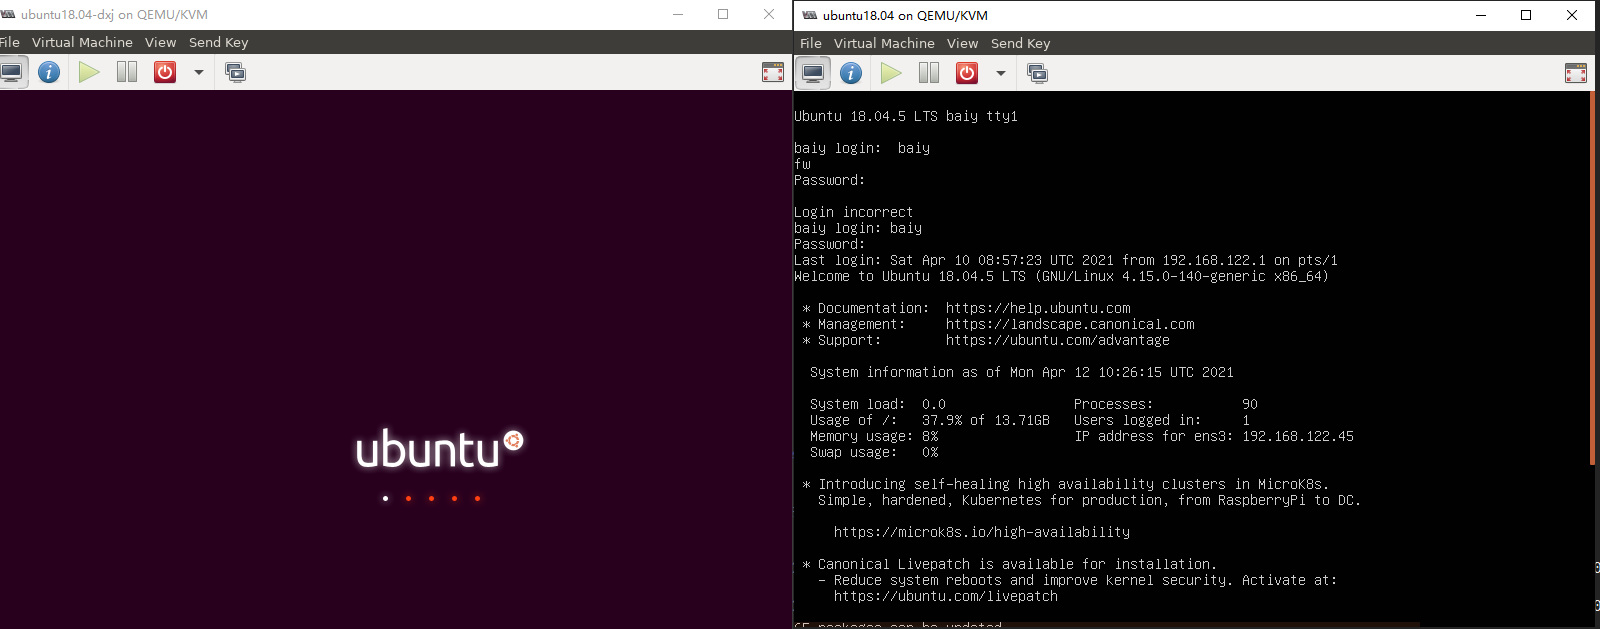 ubuntu18.04-dxj on QEMU/KVM
File Virtual Machine View Send Key
ubuntu
ubuntu18.04 on QEMU/KVM
File Virtual Machine View Send Key
Ubuntu 18.04.5 LTS baiy tty1
baiy login:  baiy
fw
Password:
Login incorrect
baiy login: baiy
Password:
Last login: Sat Apr 10 08:57:23 UTC 2021 from 192.168.122.1 on pts/1
Welcome to Ubuntu 18.04.5 LTS (GNU/Linux 4.15.0-140-generic x86_64)
* Documentation:  https://help.ubuntu.com
* Management:     https://landscape.canonical.com
* Support:        https://ubuntu.com/advantage
System information as of Mon Apr 12 10:26:15 UTC 2021
System load:  0.0                Processes:           90
Usage of /:   37.9% of 13.71GB   Users logged in:     1
Memory usage: 8%                 IP address for ens3: 192.168.122.45
Swap usage:   0%
* Introducing self-healing high availability clusters in MicroK8s.
Simple, hardened, Kubernetes for production, from RaspberryPi to DC.
https://microk8s.io/high-availability
* Canonical Livepatch is available for installation.
- Reduce system reboots and improve kernel security. Activate at:
https://ubuntu.com/livepatch
packages can be updated